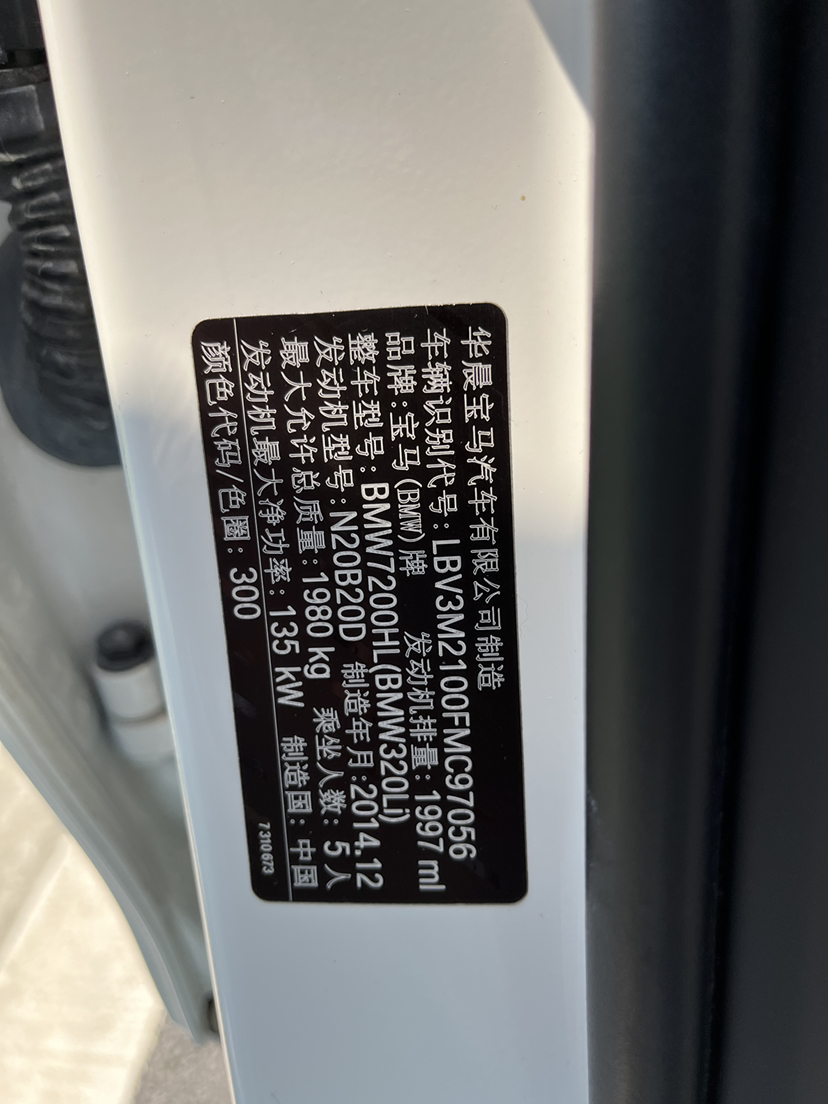 华晨宝马汽车有限公司制造
车辆识别代号: LBV3M2100FMC97056
品牌:宝马(BMW)牌 发动机排量: 1997 ml
整车型号: BMW7200HL(BMW320Li)
发动机型号: N20B20D 制造年月:2014.12
最大允许总质量: 1980 kg 乘坐人数: 5人
发动机最大净功率: 135 kW 制造国: 中国
颜色代码/色圈: 300
7310673